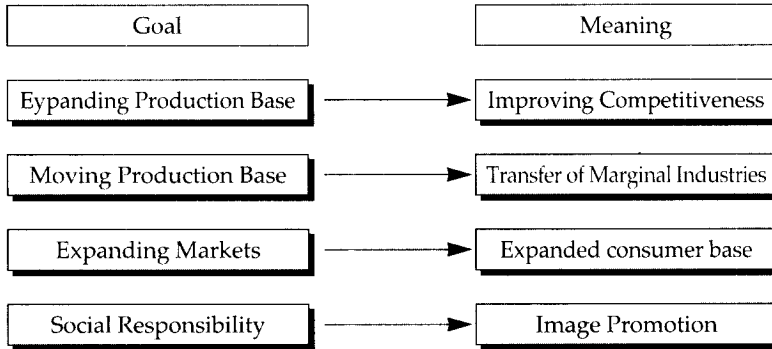 Goal
Meaning
Eypanding Production Base
Improving Competitiveness
Moving Production Base
Transfer of Marginal Industries
Expanding Markets
Expanded consumer base
Social Responsibility
Image Promotion